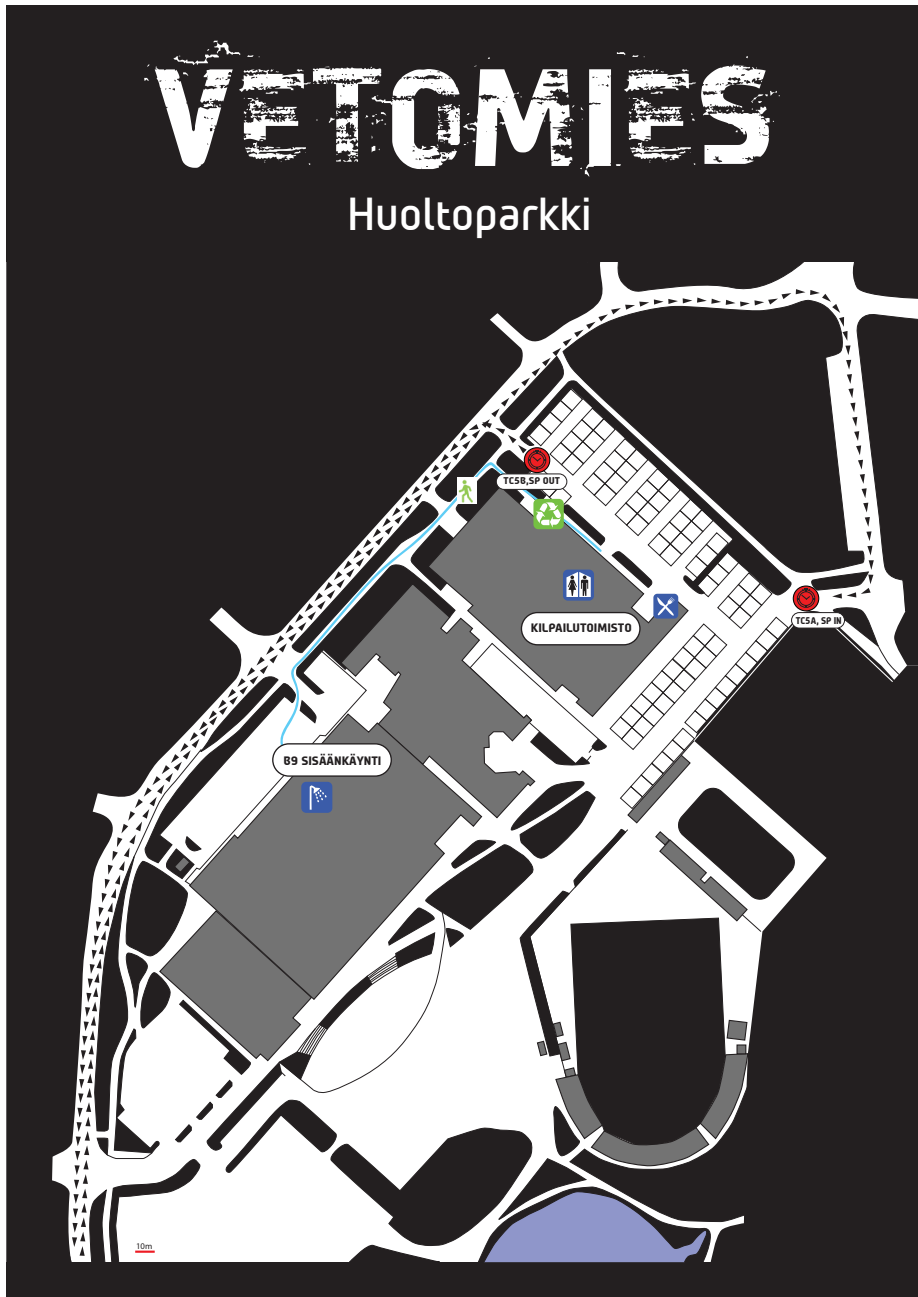 VETOMIES
Huoltoparkki
TC5B,SP OUT
TC5A, SP IN
KILPAILUTOIMISTO
B9 SISÄÄNKÄYNTI
10m